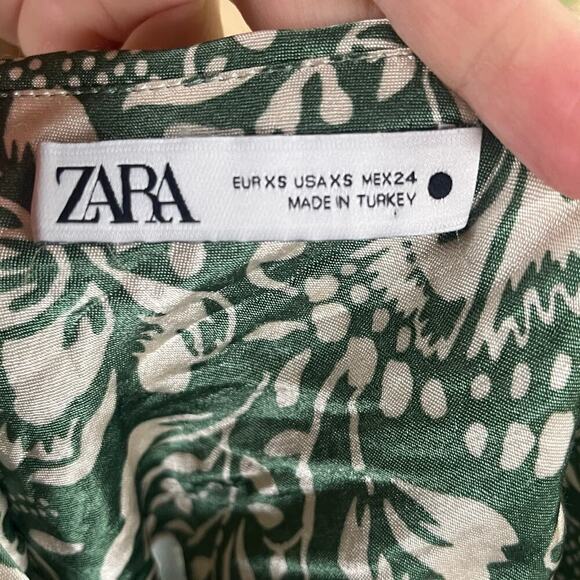 ZARA
EUR XS USA XS MEX 24
MADE IN TURKEY